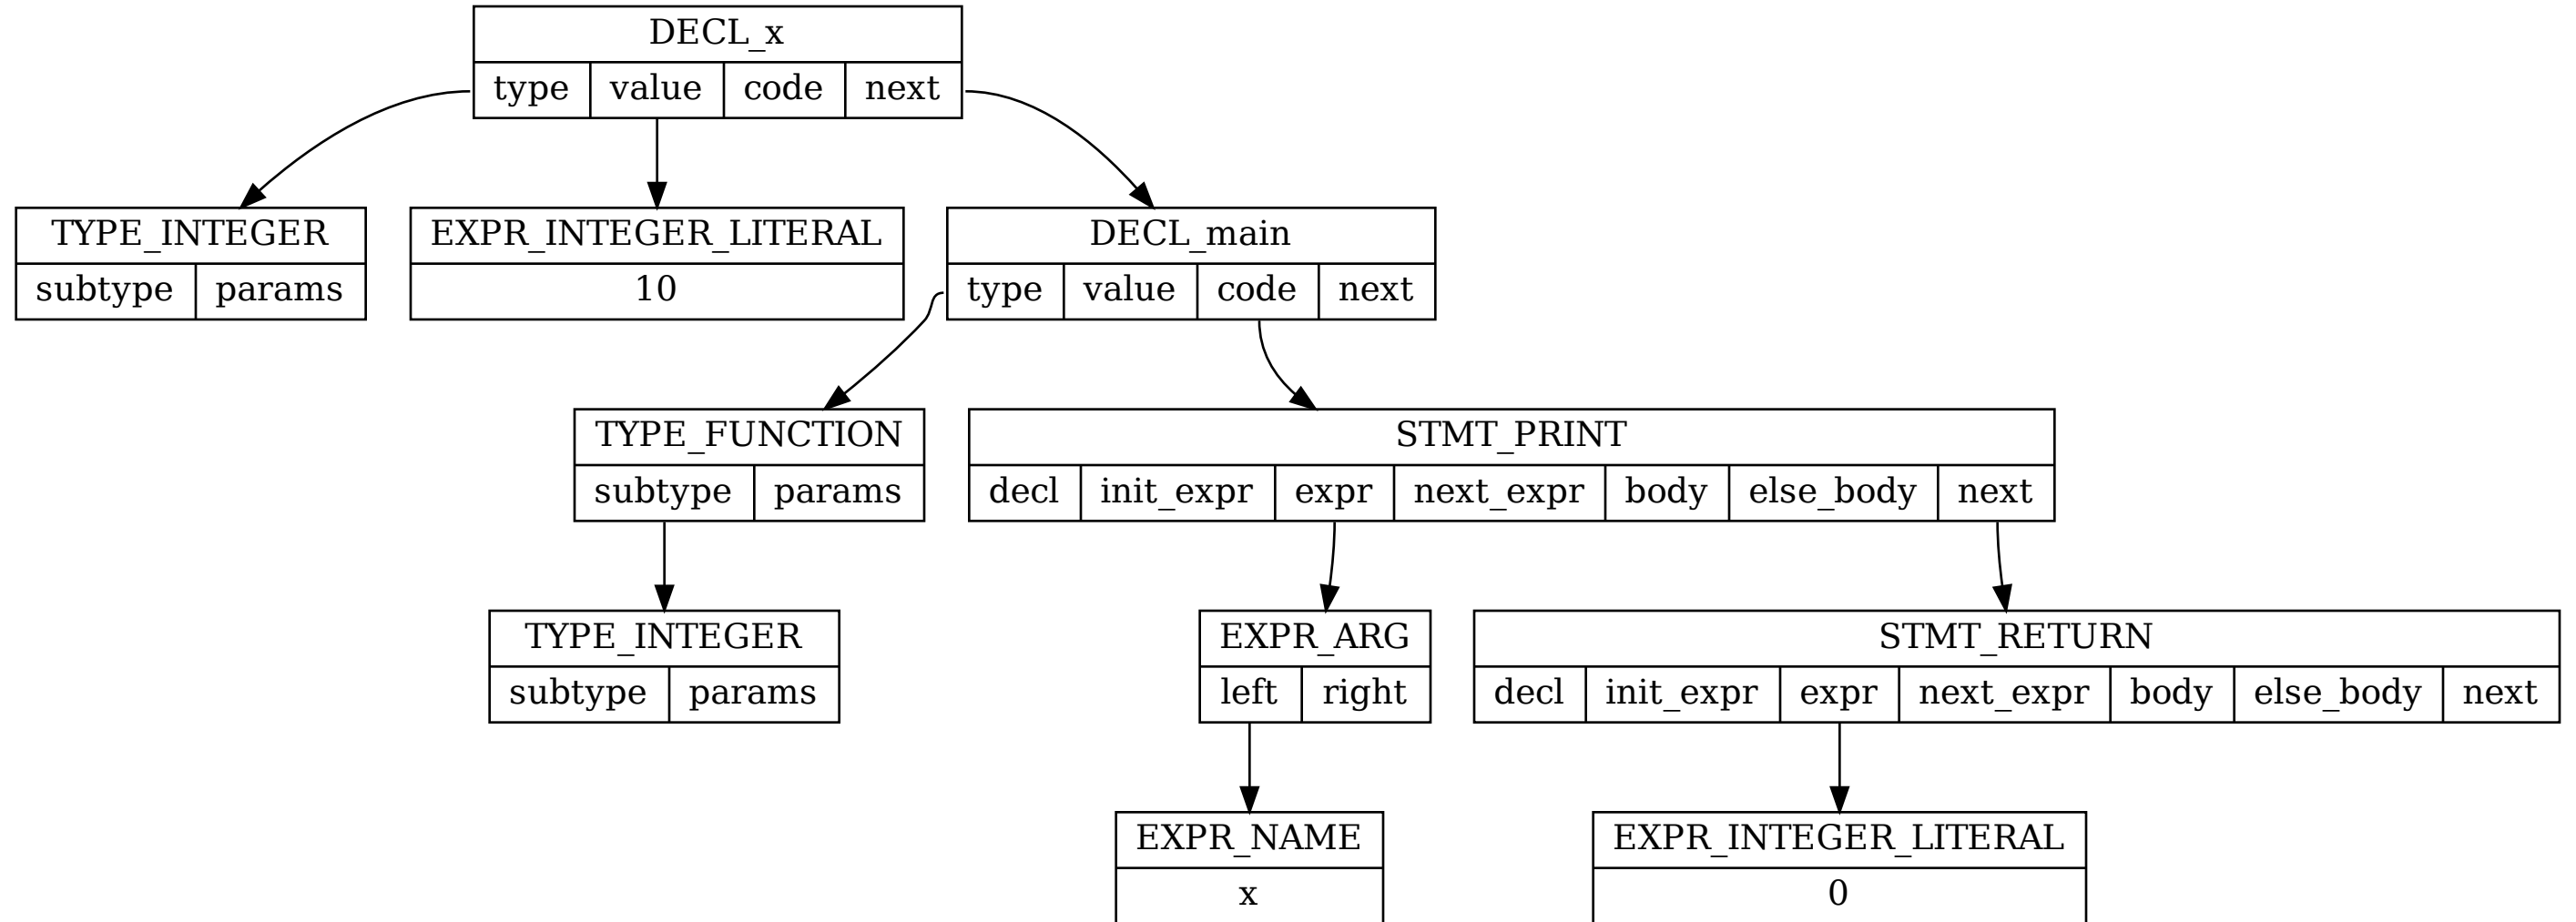 DECL_x
type value code next
TYPE_INTEGER
subtype params
EXPR_INTEGER_LITERAL
10
DECL_main
type value code next
TYPE_FUNCTION
subtype params
STMT_PRINT
decl init_expr expr next_expr body else_body next
TYPE_INTEGER
subtype params
EXPR_ARG
left right
STMT_RETURN
decl init_expr expr next_expr body else_body next
EXPR_NAME
x
EXPR_INTEGER_LITERAL
0